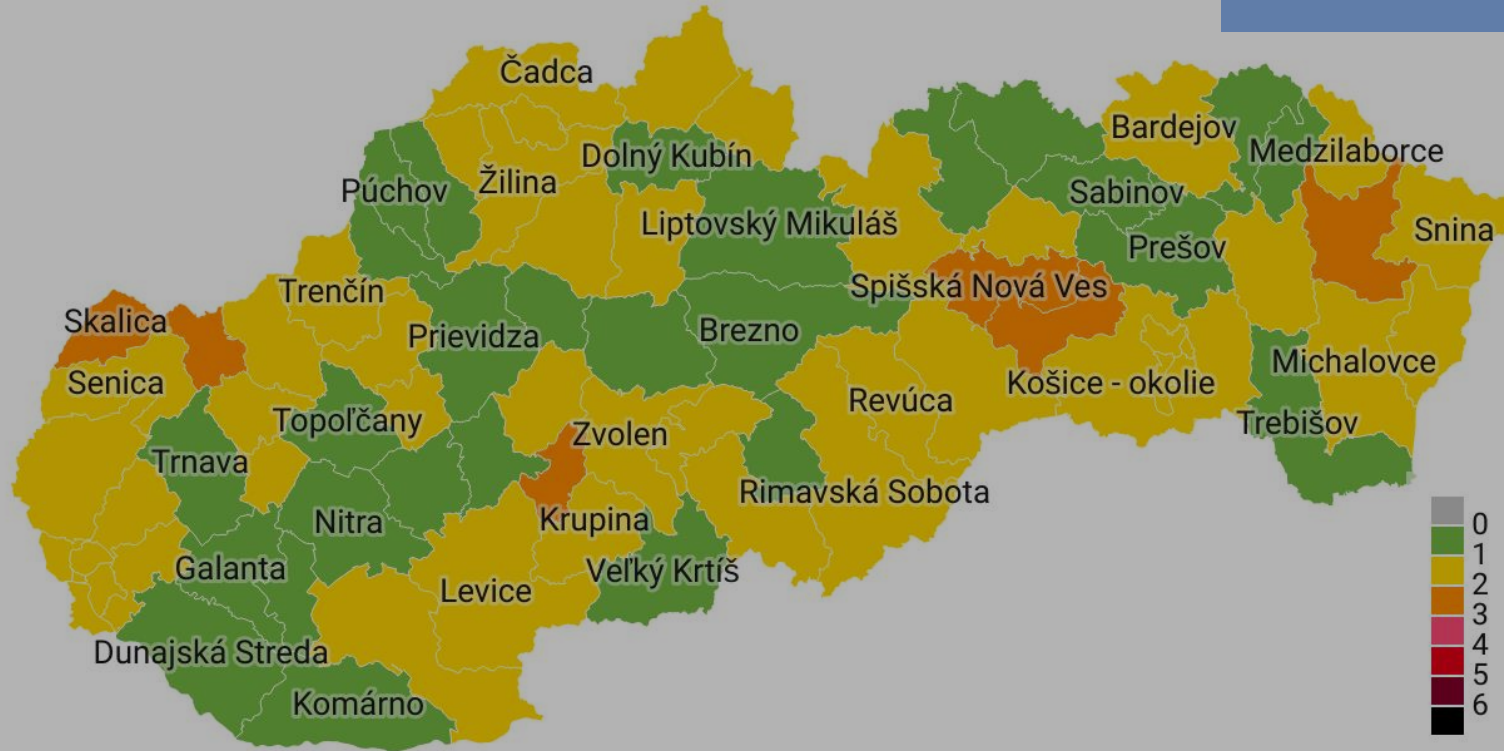 Čadca
Bardejov
Medzilaborce
Dolný Kubín
Žilina
Púchov
Sabinov
Liptovský Mikuláš
Snina
Prešov
Trenčín
Spišská Nová Ves
Skalica
Prievidza
Brezno
Michalovce
Senica
Košice - okolie
Revúca
Topoľčany
Trebišov
Zvolen
Trnava
Rimavská Sobota
Nitra
Krupina
Galanta
Veľký Krtíš
Levice
Dunajská Streda
Komárno
0
1
2
3
4
5
6